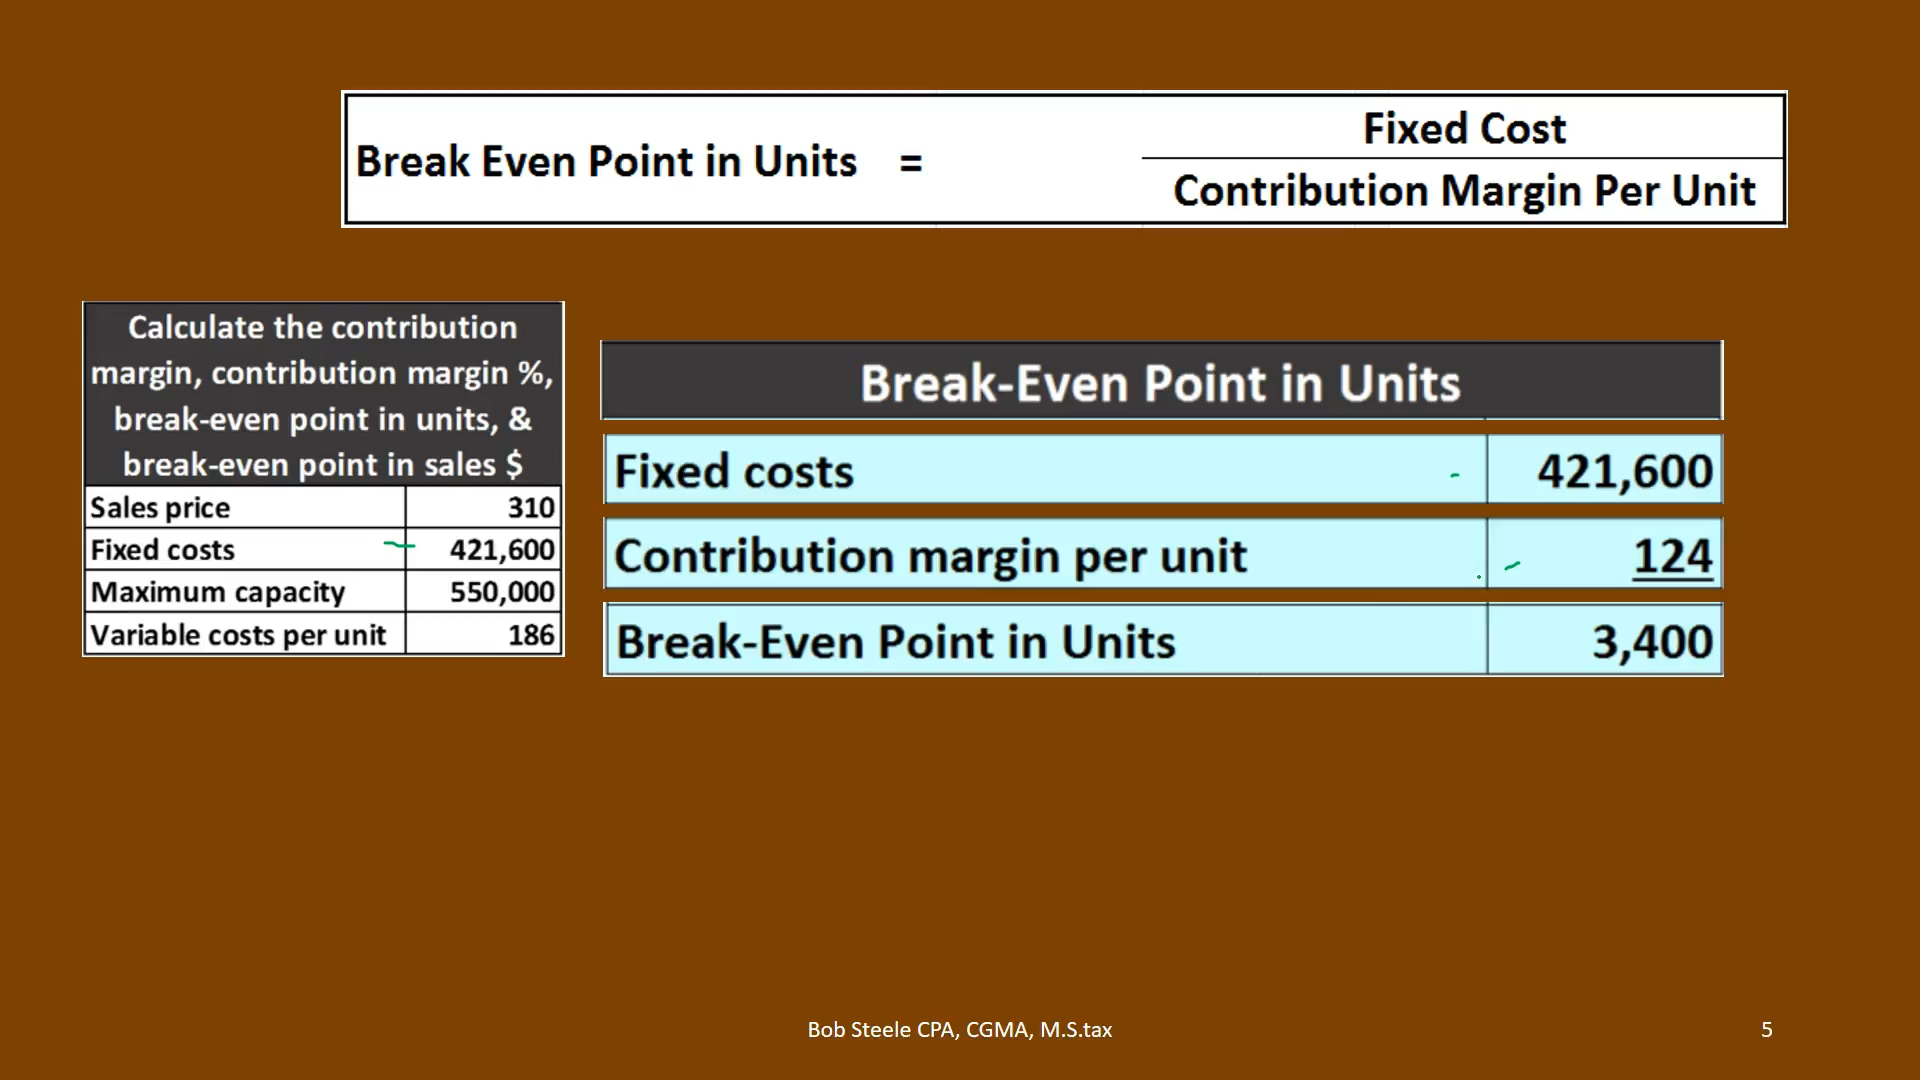 Break Even Point in Units =
Fixed Cost
Contribution Margin Per Unit
Calculate the contribution
margin, contribution margin %,
break-even point in units, &
break-even point in sales $
Sales price 310
Fixed costs 421,600
Maximum capacity 550,000
Variable costs per unit 186
Break-Even Point in Units
Fixed costs 421,600
Contribution margin per unit 124
Break-Even Point in Units 3,400
Bob Steele CPA, CGMA, M.S.tax
5